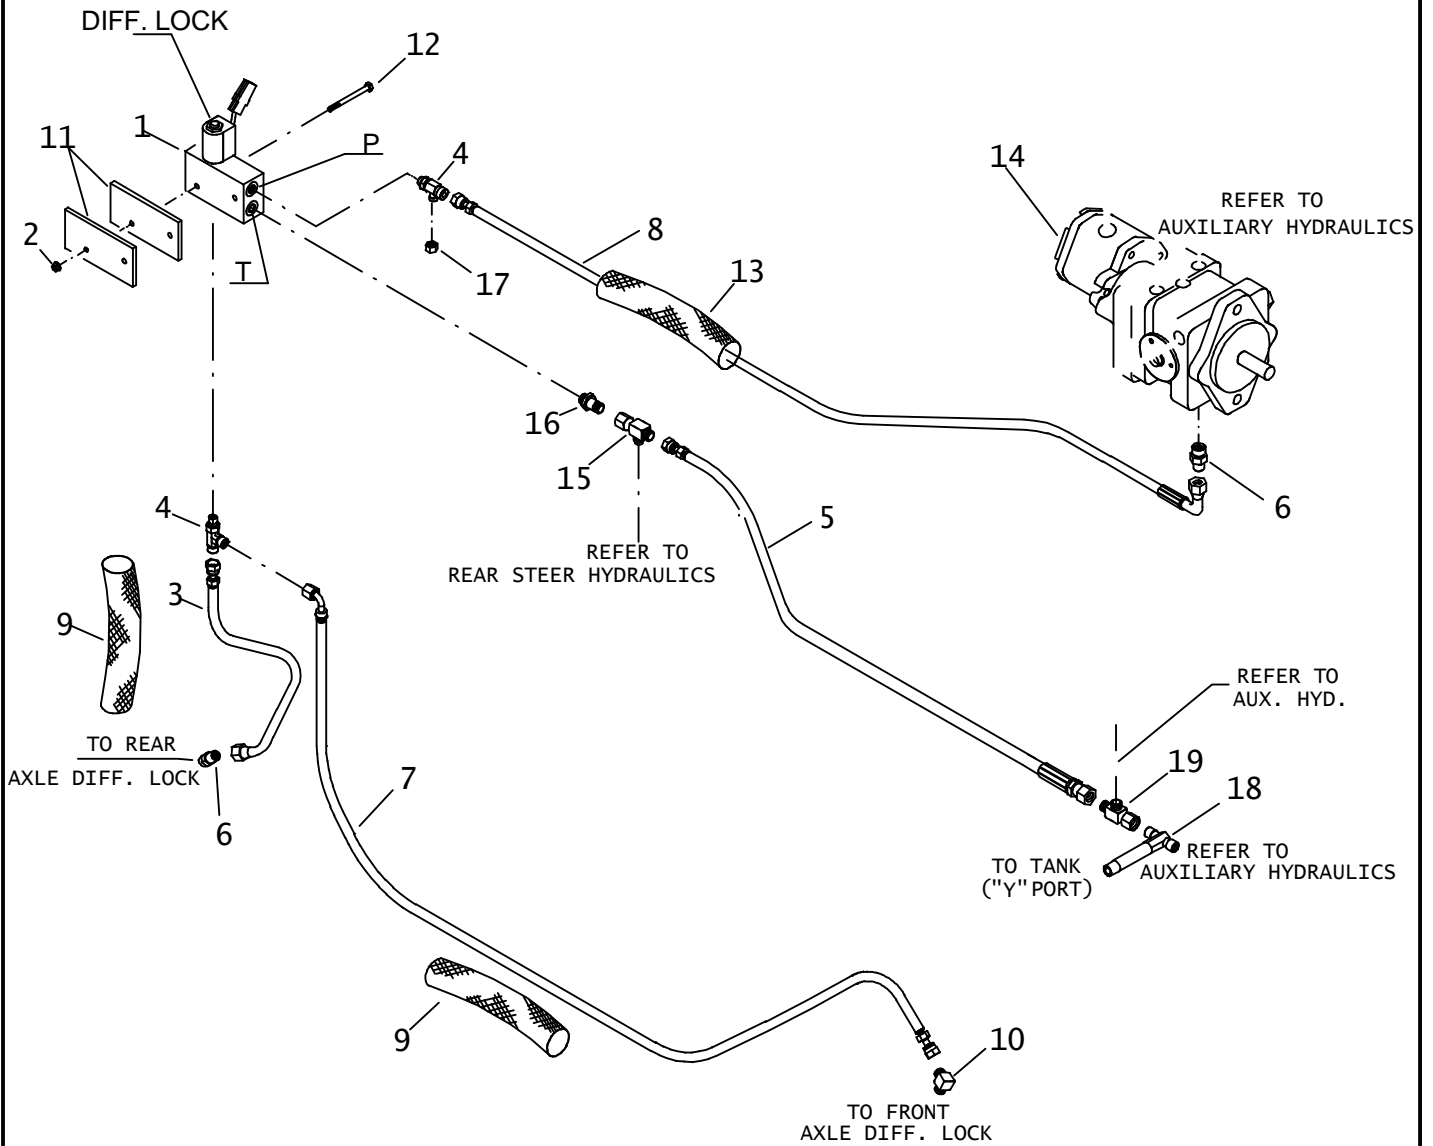 DIFF. LOCK
12
1
11
P
4
14
REFER TO
AUXILIARY HYDRAULICS
2
8
T
17
13
16
15
6
4
5
REFER TO
REAR STEER HYDRAULICS
3
9
REFER TO
AUX. HYD.
TO REAR
AXLE DIFF. LOCK
7
19
18
6
REFER TO
AUXILIARY HYDRAULICS
TO TANK
("Y" PORT)
9
10
TO FRONT
AXLE DIFF. LOCK